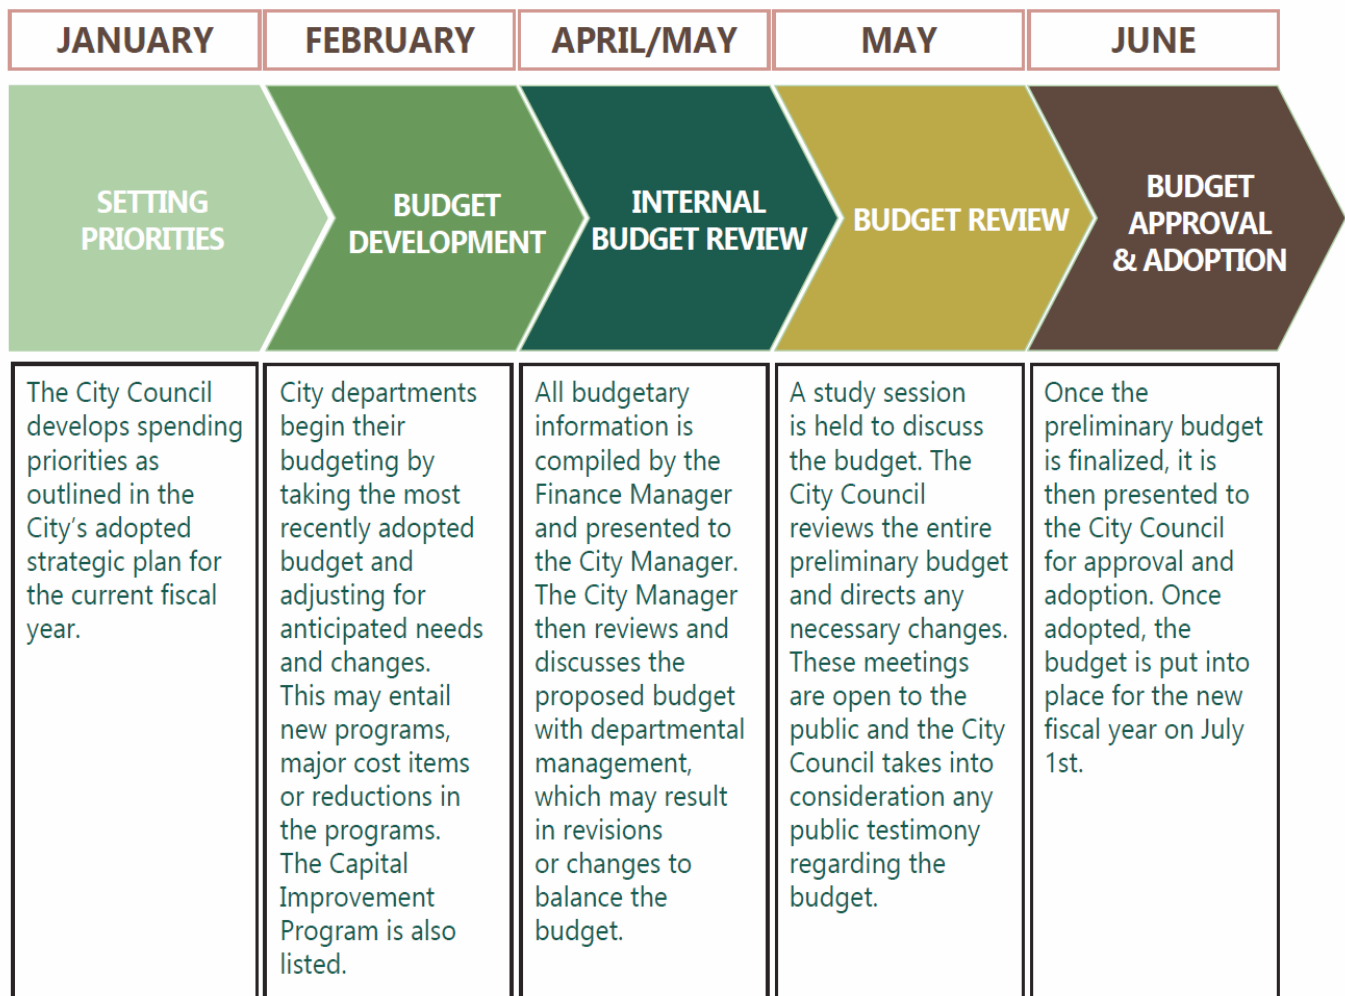 JANUARY
FEBRUARY
APRIL/MAY
MAY
JUNE
SETTING
PRIORITIES
BUDGET
DEVELOPMENT
INTERNAL
BUDGET REVIEW
BUDGET REVIEW
BUDGET
APPROVAL
& ADOPTION
The City Council
develops spending
priorities as
outlined in the
City’s adopted
strategic plan for
the current fiscal
year.
City departments
begin their
budgeting by
taking the most
recently adopted
budget and
adjusting for
anticipated needs
and changes.
This may entail
new programs,
major cost items
or reductions in
the programs.
The Capital
Improvement
Program is also
listed.
All budgetary
information is
compiled by the
Finance Manager
and presented to
the City Manager.
The City Manager
then reviews and
discusses the
proposed budget
with departmental
management,
which may result
in revisions
or changes to
balance the
budget.
A study session
is held to discuss
the budget. The
City Council
reviews the entire
preliminary budget
and directs any
necessary changes.
These meetings
are open to the
public and the City
Council takes into
consideration any
public testimony
regarding the
budget.
Once the
preliminary budget
is finalized, it is
then presented to
the City Council
for approval and
adoption. Once
adopted, the
budget is put into
place for the new
fiscal year on July
1st.